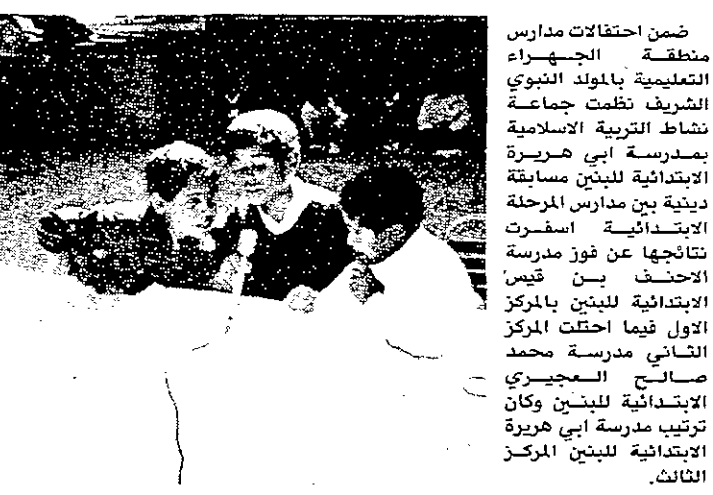 ضمن احتفالات مدارس
منطقة الجهراء
التعليمية بالمولد النبوي
الشريف نظمت جماعة
نشاط التربية الاسلامية
بمدرسة ابي هريرة
الابتدائية للبنين مسابقة
دينية بين مدارس المرحلة
الابتدائية اسفرت
نتائجها عن فوز مدرسة
الاحنف بن قيس
الابتدائية للبنين بالمركز
الاول فيما احتلت المركز
الثاني مدرسة محمد
صالح العجيري
الابتدائية للبنين وكان
ترتيب مدرسة ابي هريرة
الابتدائية للبنين المركز
الثالث.